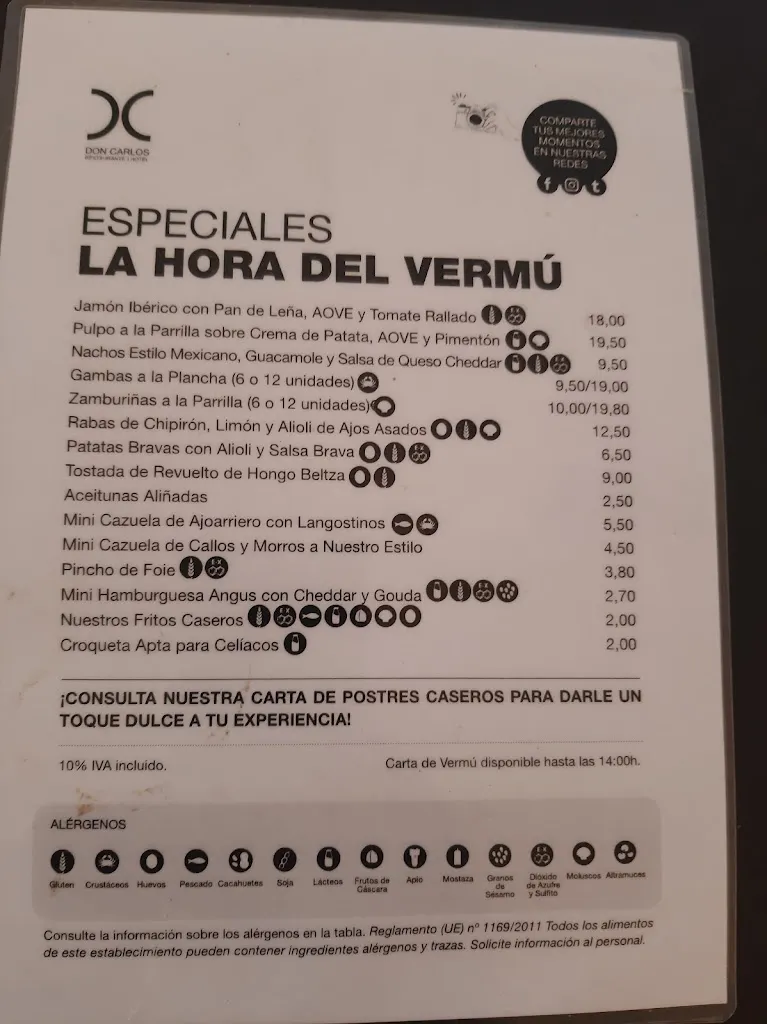 DON CARLOS
RESTAURANTE | HOTEL
COMPARTE
TUS MEJORES
MOMENTOS
EN NUESTRAS
REDES
ESPECIALES
LA HORA DEL VERMÚ
Jamón Ibérico con Pan de Leña, AOVE y Tomate Rallado 18,00
Pulpo a la Parrilla sobre Crema de Patata, AOVE y Pimentón 19,50
Nachos Estilo Mexicano, Guacamole y Salsa de Queso Cheddar 9,50
Gambas a la Plancha (6 o 12 unidades) 9,50/19,00
Zamburiñas a la Parrilla (6 o 12 unidades) 10,00/19,80
Rabas de Chipirón, Limón y Alioli de Ajos Asados 12,50
Patatas Bravas con Alioli y Salsa Brava 6,50
Tostada de Revuelto de Hongo Beltza 9,00
Aceitunas Aliñadas 2,50
Mini Cazuela de Ajoarriero con Langostinos 5,50
Mini Cazuela de Callos y Morros a Nuestro Estilo 4,50
Pincho de Foie 3,80
Mini Hamburguesa Angus con Cheddar y Gouda 2,70
Nuestros Fritos Caseros 2,00
Croqueta Apta para Celíacos 2,00
¡CONSULTA NUESTRA CARTA DE POSTRES CASEROS PARA DARLE UN
TOQUE DULCE A TU EXPERIENCIA!
10% IVA incluido. Carta de Vermú disponible hasta las 14:00h.
ALÉRGENOS
Gluten Crustáceos Huevos Pescado Cacahuetes Soja Lácteos Frutos de Cáscara Apio Mostaza Granos de Sésamo Dióxido de Azufre y Sulfito Moluscos Altramuces
Consulte la información sobre los alérgenos en la tabla. Reglamento (UE) nº 1169/2011 Todos los alimentos
de este establecimiento pueden contener ingredientes alérgenos y trazas. Solicite información al personal.